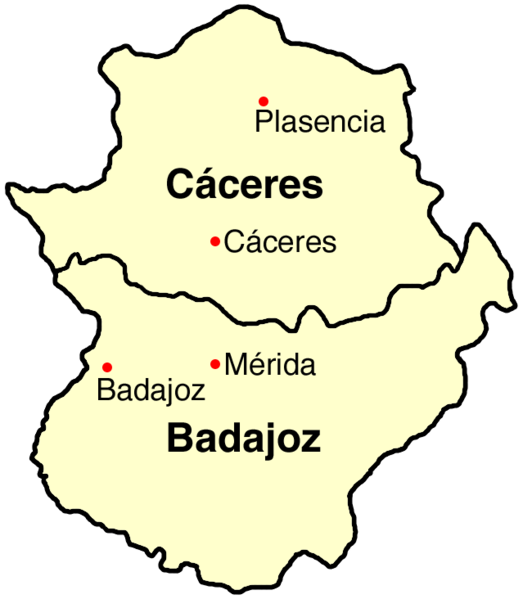 Plasencia
Cáceres
Cáceres
Mérida
Badajoz
Badajoz